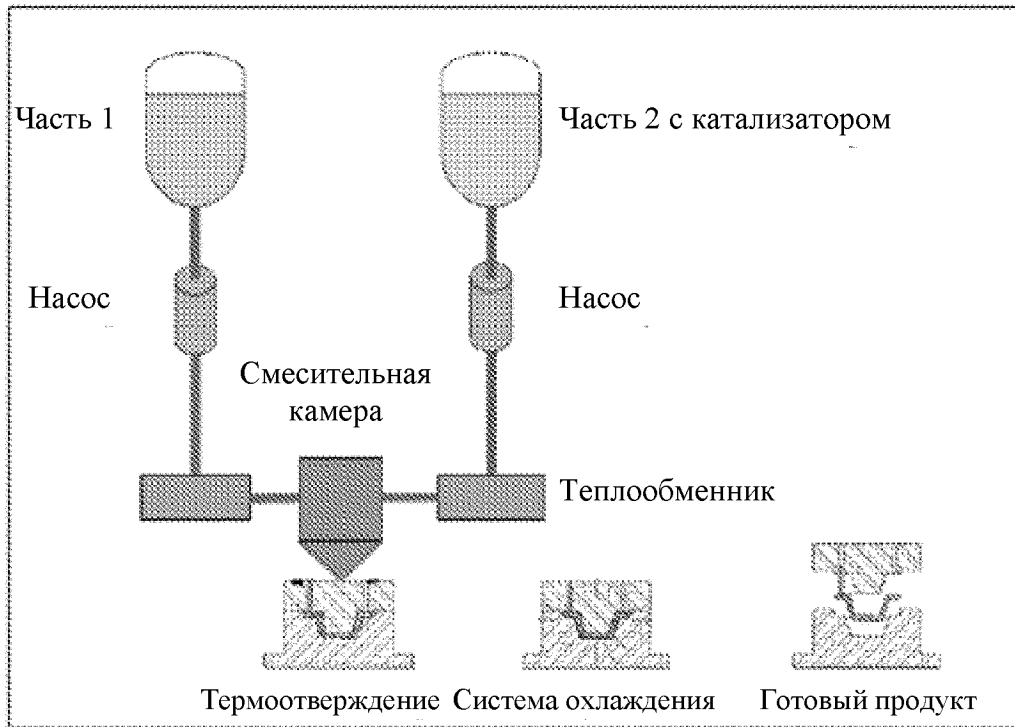 Часть 1
Часть 2 с катализатором
Насос
Насос
Смесительная
камера
Теплообменник
Термоотверждение
Система охлаждения
Готовый продукт